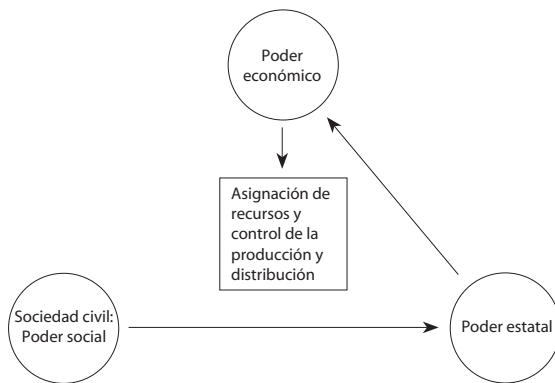 Poder
económico
Asignación de
recursos y
control de la
producción y
distribución
Sociedad civil:
Poder social
Poder estatal